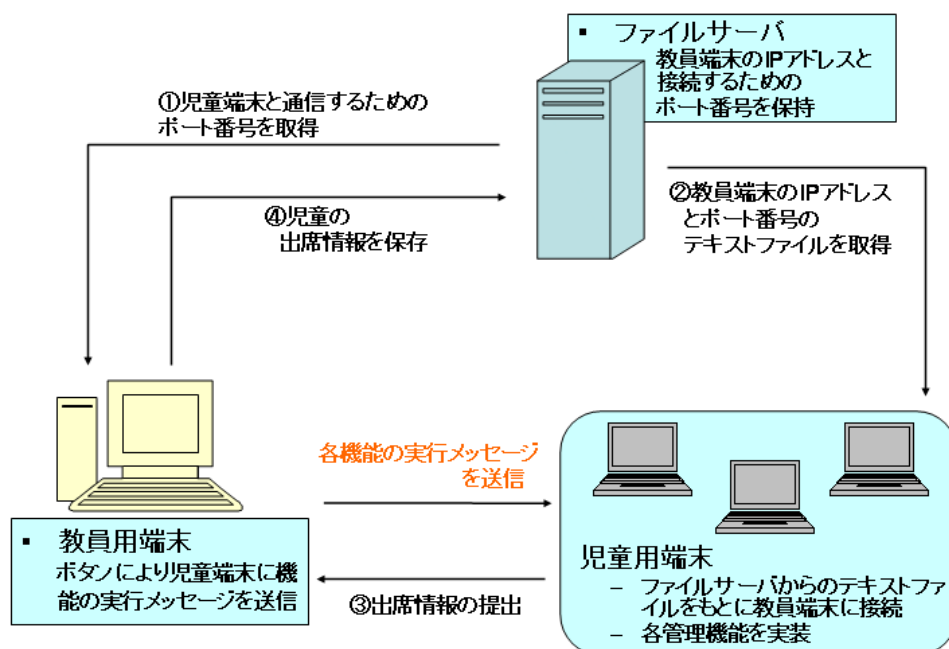 ▪ ファイルサーバ
教員端末のIPアドレスと
接続するための
ポート番号を保持
①児童端末と通信するための
ポート番号を取得
②教員端末のIPアドレス
とポート番号の
テキストファイルを取得
④児童の
出席情報を保存
各機能の実行メッセージ
を送信
▪ 教員用端末
ボタンにより児童端末に機
能の実行メッセージを送信
③出席情報の提出
児童用端末
– ファイルサーバからのテキストファ
イルをもとに教員端末に接続
– 各管理機能を実装